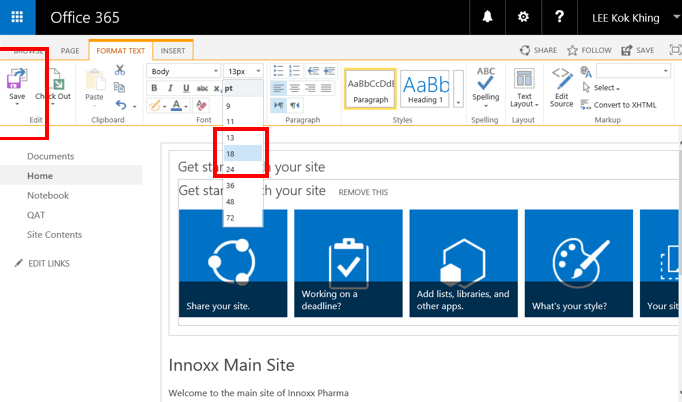 Office 365
? LEE Kok Khing
BROWSE PAGE FORMAT TEXT INSERT
SHARE FOLLOW SAVE
Save Check Out Paste
Edit Clipboard
Body 13px
B I U abc x
A
Font
pt
9
11
13
18
24
36
48
72
Paragraph
AaBbCcDdE Paragraph
AaBb Heading 1
Styles
ABC
Spelling
Spelling
Text Layout
Layout
Edit Source
Select
Convert to XHTML
Markup
Documents
Home
Notebook
QAT
Site Contents
EDIT LINKS
Get started with your site
Get started with your site REMOVE THIS
Share your site.
Working on a deadline?
Add lists, libraries, and other apps.
What's your style?
Your sit
Innoxx Main Site
Welcome to the main site of Innoxx Pharma